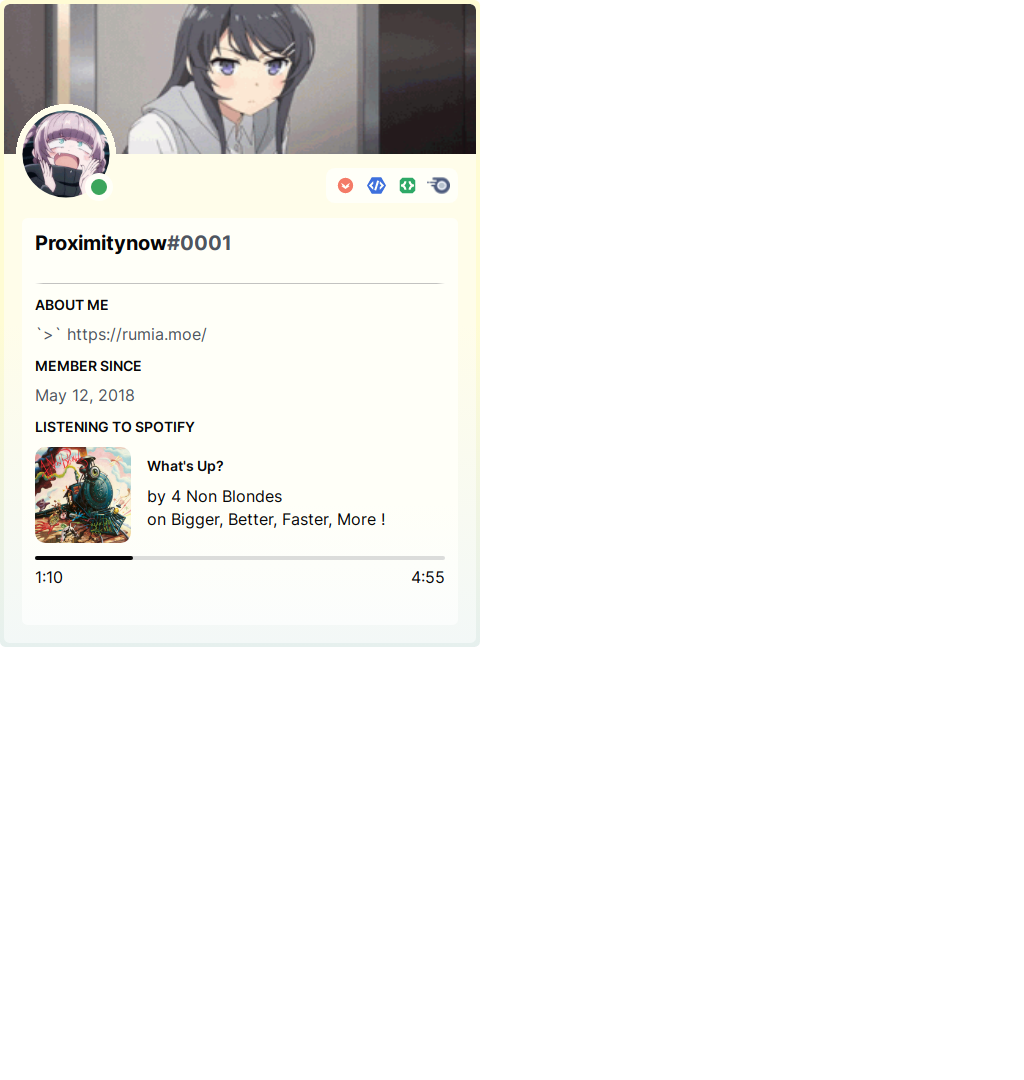 Proximitynow#0001
ABOUT ME
`>` https://rumia.moe/
MEMBER SINCE
May 12, 2018
LISTENING TO SPOTIFY
What's Up?
by 4 Non Blondes
on Bigger, Better, Faster, More !
1:10 4:55